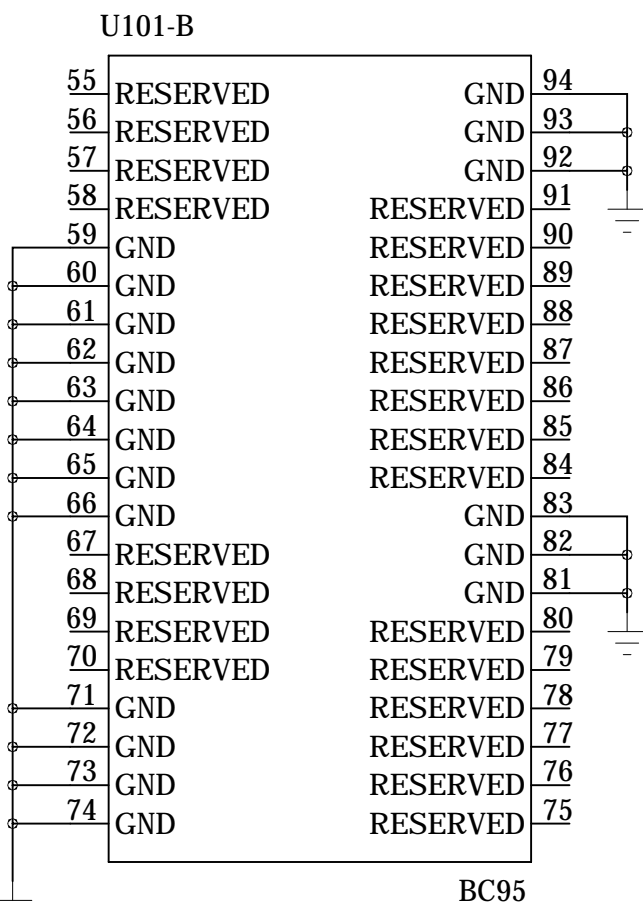 U101-B
55 RESERVED GND 94
56 RESERVED GND 93
57 RESERVED GND 92
58 RESERVED RESERVED 91
59 GND RESERVED 90
60 GND RESERVED 89
61 GND RESERVED 88
62 GND RESERVED 87
63 GND RESERVED 86
64 GND RESERVED 85
65 GND RESERVED 84
66 GND GND 83
67 RESERVED GND 82
68 RESERVED GND 81
69 RESERVED RESERVED 80
70 RESERVED RESERVED 79
71 GND RESERVED 78
72 GND RESERVED 77
73 GND RESERVED 76
74 GND RESERVED 75
BC95